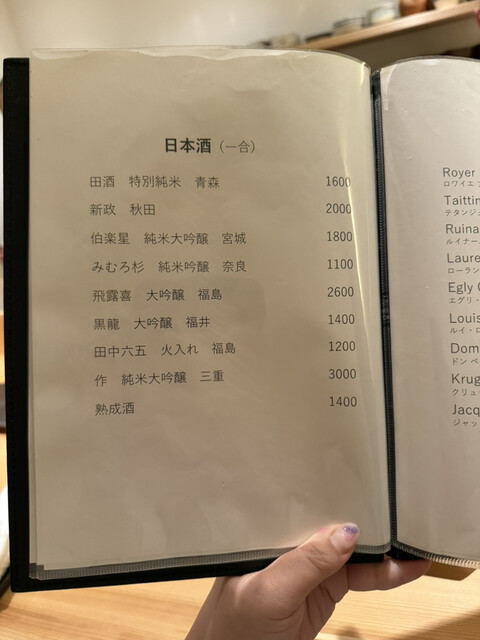 日本酒（一合）
田酒　特別純米　青森　1600
新政　秋田　2000
伯楽星　純米大吟醸　宮城　1800
みむろ杉　純米吟醸　奈良　1100
飛露喜　大吟醸　福島　2600
黒龍　大吟醸　福井　1400
田中六五　火入れ　福島　1200
作　純米大吟醸　三重　3000
熟成酒　1400
Royer
ロワイエ
Taittin
テタンジェ
Ruina
ルイナー
Laure
ローラン
Egly
エグリ・
Louis
ルイ・ロ
Dom
ドン ペ
Krug
クリュ
Jacq
ジャッ